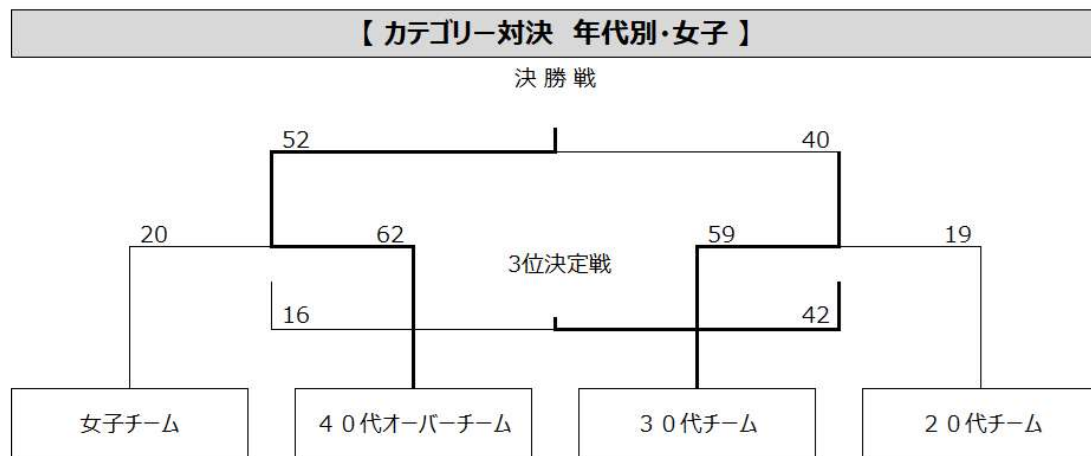 【 カテゴリー対決 年代別・女子 】
決 勝 戦
52 40
20 62 59 19
3位決定戦
16 42
女子チーム ４０代オーバーチーム ３０代チーム ２０代チーム